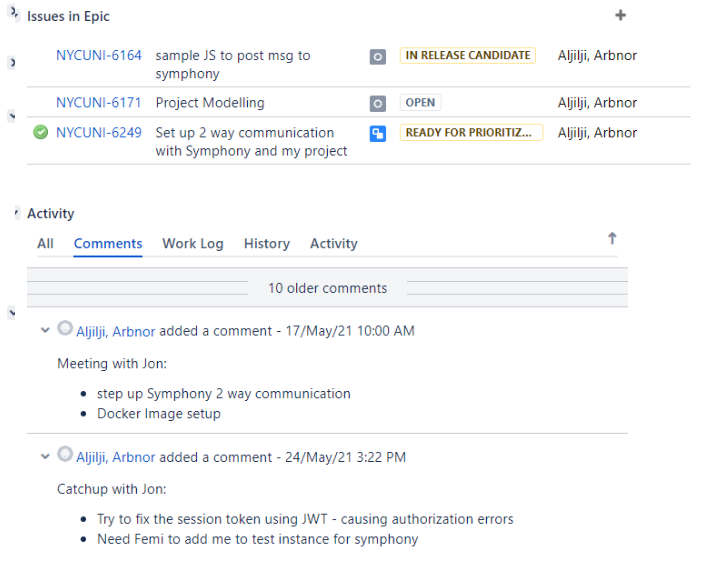 Issues in Epic
NYCUNI-6164 sample JS to post msg to IN RELEASE CANDIDATE Aljilji, Arbnor
symphony
NYCUNI-6171 Project Modelling OPEN Aljilji, Arbnor
NYCUNI-6249 Set up 2 way communication READY FOR PRIORITIZ... Aljilji, Arbnor
with Symphony and my project
Activity
All Comments Work Log History Activity
10 older comments
Aljilji, Arbnor added a comment - 17/May/21 10:00 AM
Meeting with Jon:
• step up Symphony 2 way communication
• Docker Image setup
Aljilji, Arbnor added a comment - 24/May/21 3:22 PM
Catchup with Jon:
• Try to fix the session token using JWT - causing authorization errors
• Need Femi to add me to test instance for symphony